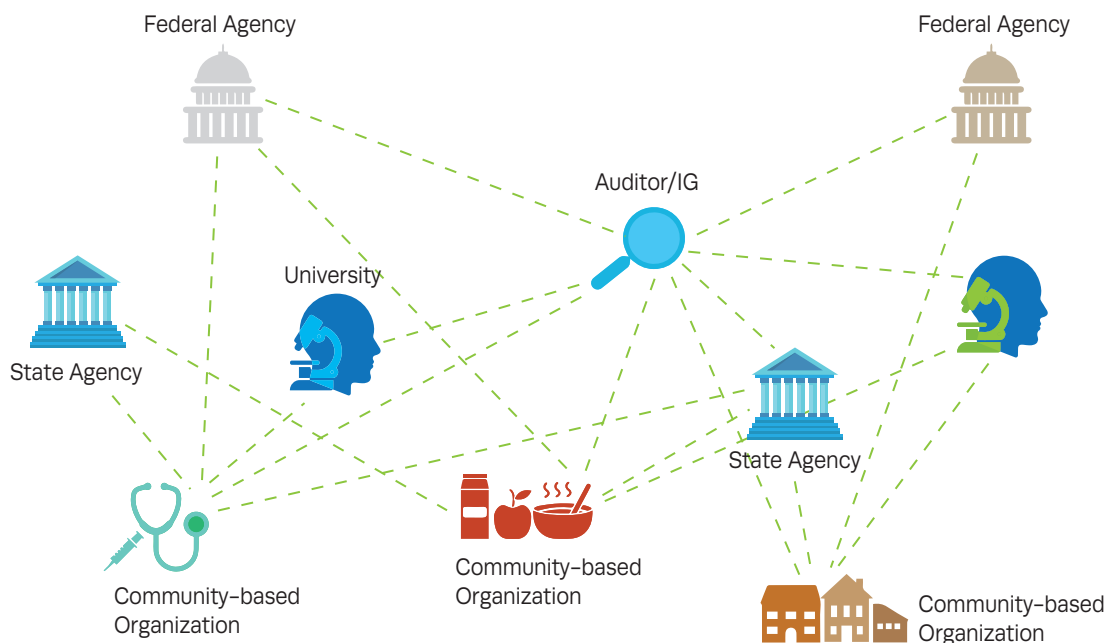 Federal Agency
Federal Agency
Auditor/IG
University
State Agency
State Agency
Community-based
Organization
Community-based
Organization
Community-based
Organization